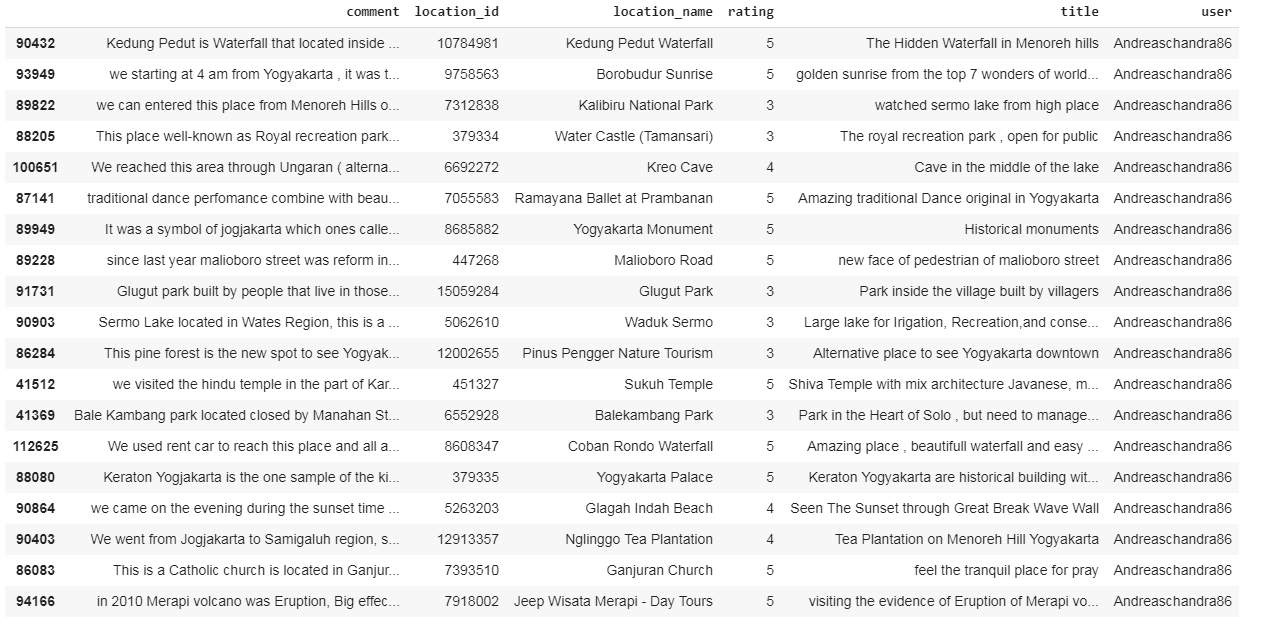 comment location_id location_name rating title user
90432 Kedung Pedut is Waterfall that located inside ... 10784981 Kedung Pedut Waterfall 5 The Hidden Waterfall in Menoreh hills Andreaschandra86
93949 we starting at 4 am from Yogyakarta , it was t... 9758563 Borobudur Sunrise 5 golden sunrise from the top 7 wonders of world... Andreaschandra86
89822 we can entered this place from Menoreh Hills o... 7312838 Kalibiru National Park 3 watched sermo lake from high place Andreaschandra86
88205 This place well-known as Royal recreation park... 379334 Water Castle (Tamansari) 3 The royal recreation park , open for public Andreaschandra86
100651 We reached this area through Ungaran ( alterna... 6692272 Kreo Cave 4 Cave in the middle of the lake Andreaschandra86
87141 traditional dance perfomance combine with beau... 7055583 Ramayana Ballet at Prambanan 5 Amazing traditional Dance original in Yogyakarta Andreaschandra86
89949 It was a symbol of jogjakarta which ones calle... 8685882 Yogyakarta Monument 5 Historical monuments Andreaschandra86
89228 since last year malioboro street was reform in... 447268 Malioboro Road 5 new face of pedestrian of malioboro street Andreaschandra86
91731 Glugut park built by people that live in those... 15059284 Glugut Park 3 Park inside the village built by villagers Andreaschandra86
90903 Sermo Lake located in Wates Region, this is a ... 5062610 Waduk Sermo 3 Large lake for Irigation, Recreation,and conse... Andreaschandra86
86284 This pine forest is the new spot to see Yogyak... 12002655 Pinus Pengger Nature Tourism 3 Alternative place to see Yogyakarta downtown Andreaschandra86
41512 we visited the hindu temple in the part of Kar... 451327 Sukuh Temple 5 Shiva Temple with mix architecture Javanese, m... Andreaschandra86
41369 Bale Kambang park located closed by Manahan St... 6552928 Balekambang Park 3 Park in the Heart of Solo , but need to manage... Andreaschandra86
112625 We used rent car to reach this place and all a... 8608347 Coban Rondo Waterfall 5 Amazing place , beautifull waterfall and easy ... Andreaschandra86
88080 Keraton Yogjakarta is the one sample of the ki... 379335 Yogyakarta Palace 5 Keraton Yogyakarta are historical building wit... Andreaschandra86
90864 we came on the evening during the sunset time ... 5263203 Glagah Indah Beach 4 Seen The Sunset through Great Break Wave Wall Andreaschandra86
90403 We went from Jogjakarta to Samigaluh region, s... 12913357 Nglinggo Tea Plantation 4 Tea Plantation on Menoreh Hill Yogyakarta Andreaschandra86
86083 This is a Catholic church is located in Ganjur... 7393510 Ganjuran Church 5 feel the tranquil place for pray Andreaschandra86
94166 in 2010 Merapi volcano was Eruption, Big effec... 7918002 Jeep Wisata Merapi - Day Tours 5 visiting the evidence of Eruption of Merapi vo... Andreaschandra86